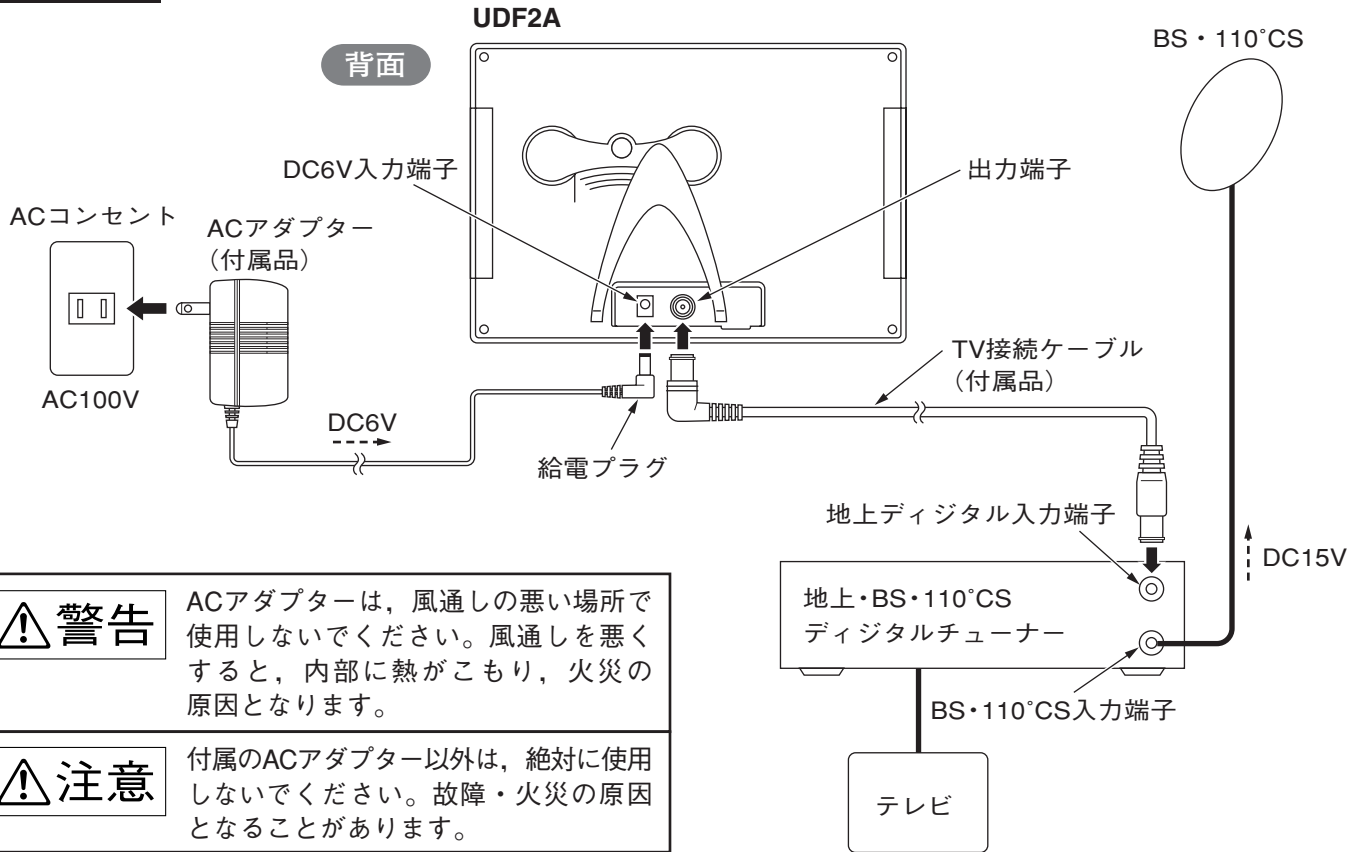 UDF2A
背面
BS・110˚CS
DC6V入力端子
出力端子
ACコンセント
ACアダプター
（付属品）
AC100V
DC6V
給電プラグ
TV接続ケーブル
（付属品）
地上ディジタル入力端子
DC15V
地上・BS・110˚CS
ディジタルチューナー
BS・110˚CS入力端子
テレビ
警告
ACアダプターは，風通しの悪い場所で
使用しないでください。風通しを悪く
すると，内部に熱がこもり，火災の
原因となります。
注意
付属のACアダプター以外は，絶対に使用
しないでください。故障・火災の原因
となることがあります。